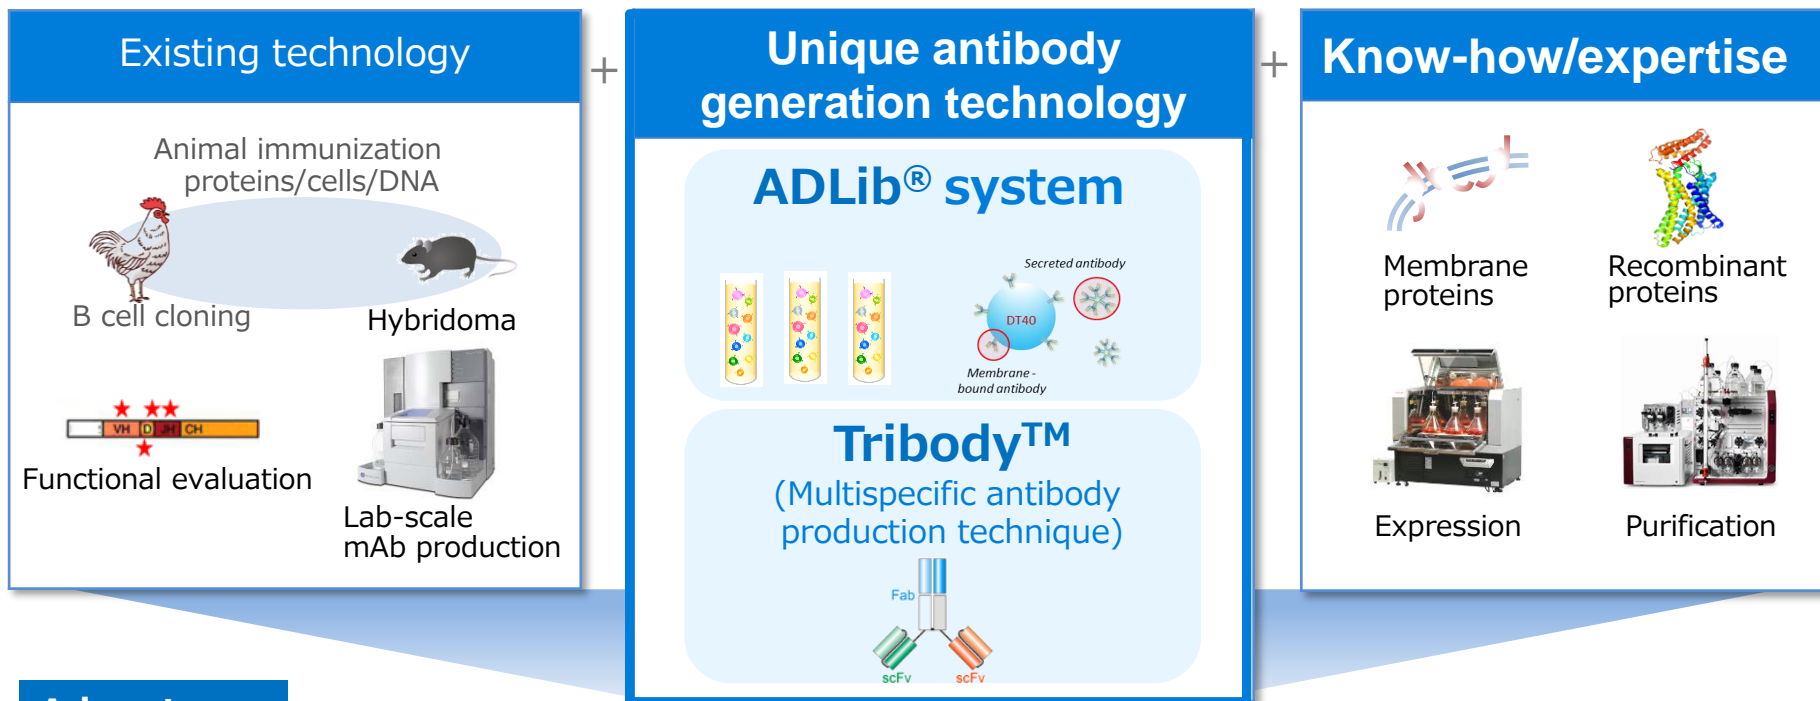 Existing technology
+
Unique antibody
generation technology
+
Know-how/expertise
Animal immunization
proteins/cells/DNA
B cell cloning
Hybridoma
VH D JH CH
Functional evaluation
Lab-scale
mAb production
ADLib® system
Secreted antibody
DT40
Membrane -
bound antibody
Tribody™
(Multispecific antibody
production technique)
Fab
scFv
scFv
Membrane
proteins
Recombinant
proteins
Expression
Purification